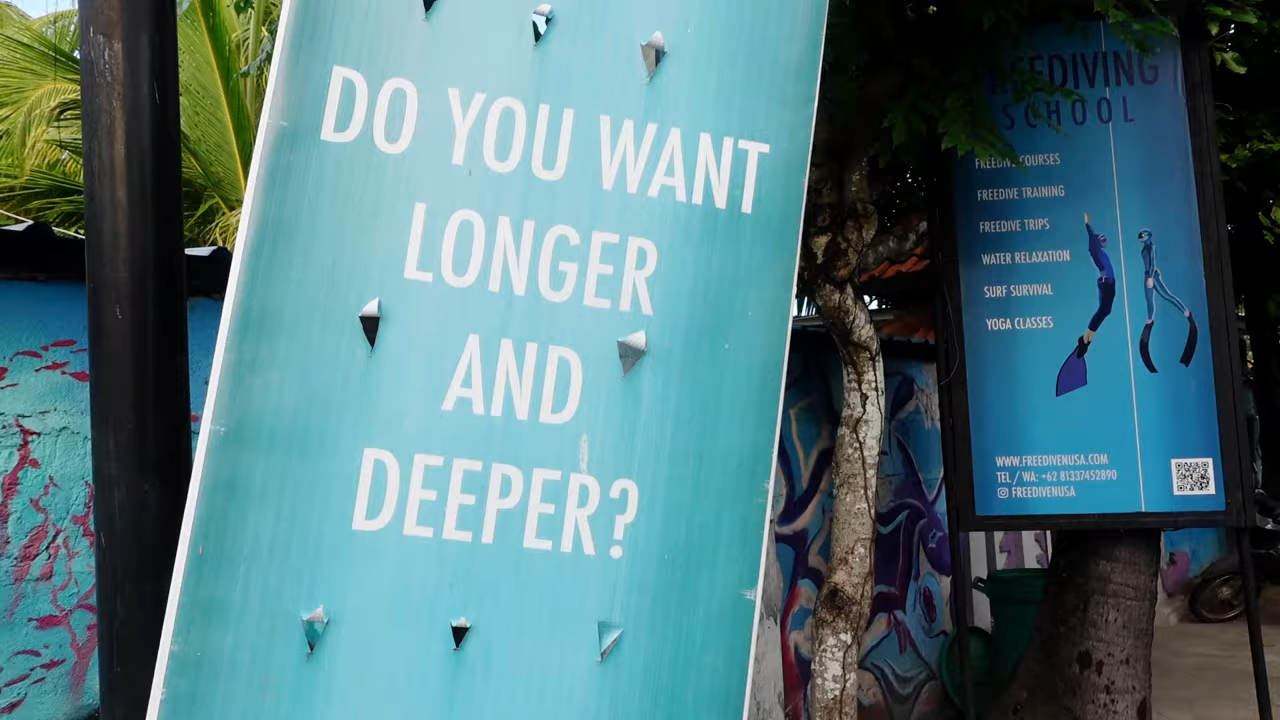 DO YOU WANT
LONGER
AND
DEEPER?
FREEDIVING
SCHOOL
FREEDIVE COURSES
FREEDIVE TRAINING
FREEDIVE TRIPS
WATER RELAXATION
SURF SURVIVAL
YOGA CLASSES
WWW.FREEDIVENUSA.COM
TEL / WA: +62 81337452890
FREEDIVENUSA